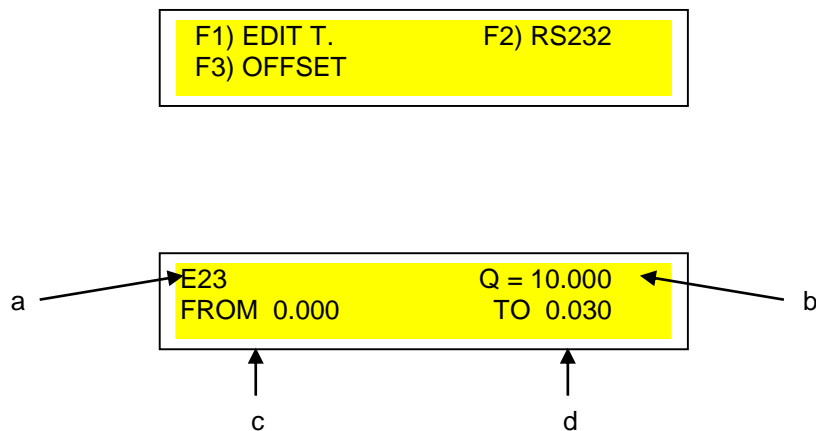 F1) EDIT T. F2) RS232
F3) OFFSET
a E23 Q = 10.000 b
FROM 0.000 TO 0.030
c d